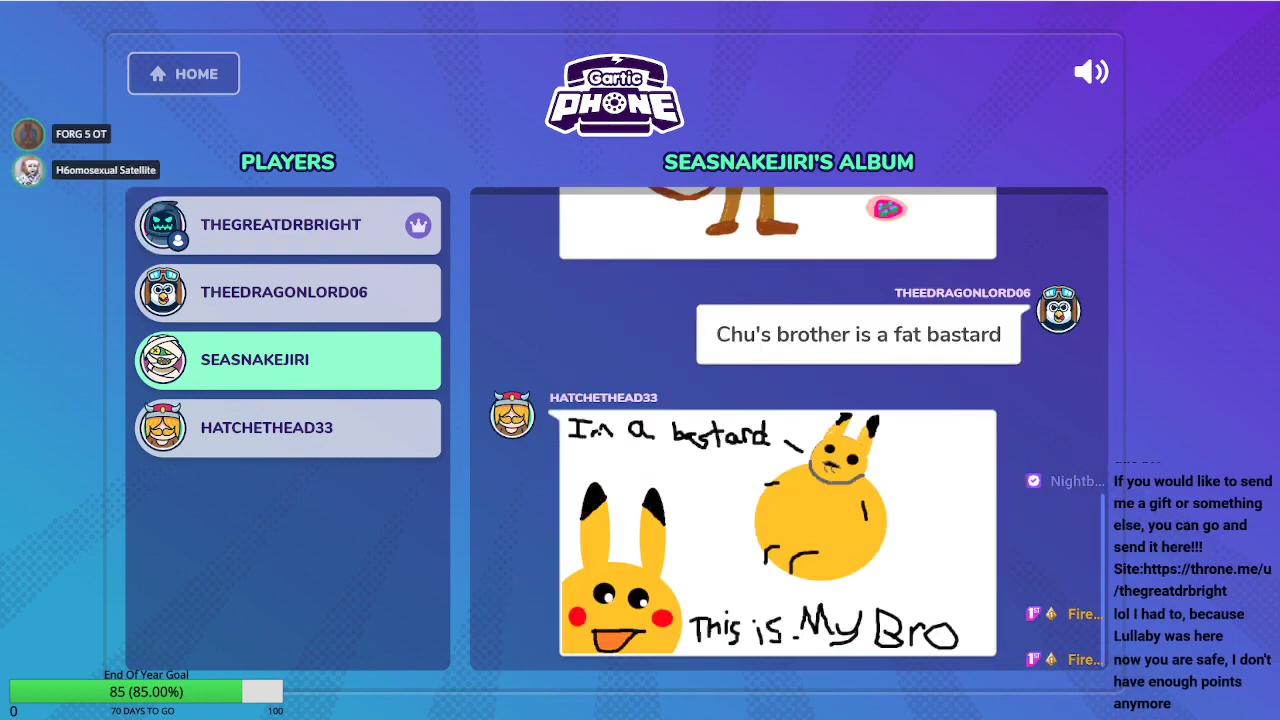 HOME
Gartic
PHONE
FORG 5 OT
H6omosexual Satellite
PLAYERS
THEGREATDRBRIGHT
THEEDRAGONLORD06
SEASNAKEJIRI
HATCHETHEAD33
SEASNAKEJIRI'S ALBUM
THEEDRAGONLORD06
Chu's brother is a fat bastard
HATCHETHEAD33
I'm a bastard
This is My Bro
Nightb...
If you would like to send
me a gift or something
else, you can go and
send it here!!!
Site:https://throne.me/u
/thegreatdrbright
Fire...
lol I had to, because
Lullaby was here
Fire...
now you are safe, I don't
have enough points
anymore
End Of Year Goal
85 (85.00%)
0
70 DAYS TO GO
100